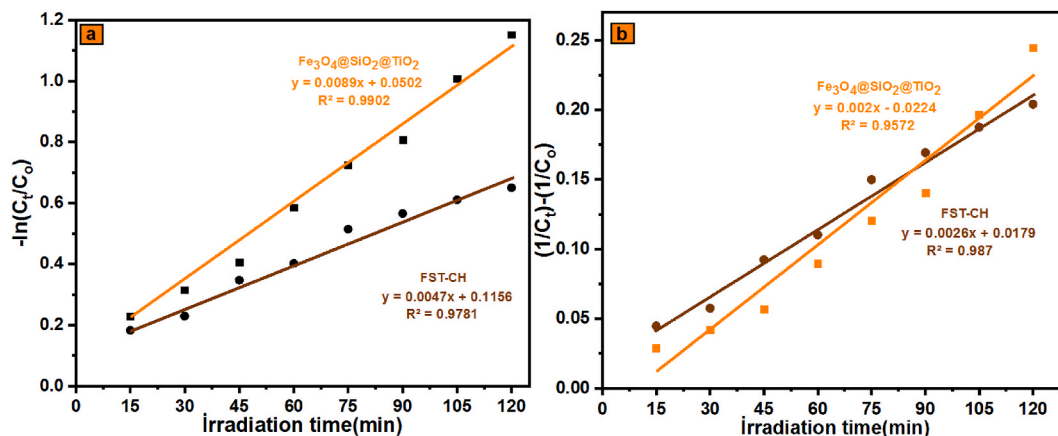 a
-ln(C_t/C_o)
1.2
1.0
0.8
0.6
0.4
0.2
0.0
Fe₃O₄@SiO₂@TiO₂
y = 0.0089x + 0.0502
R² = 0.9902
FST-CH
y = 0.0047x + 0.1156
R² = 0.9781
0 15 30 45 60 75 90 105 120
İrradiation time(min)
b
(1/C_t)-(1/C_o)
0.25
0.20
0.15
0.10
0.05
0.00
Fe₃O₄@SiO₂@TiO₂
y = 0.002x - 0.0224
R² = 0.9572
FST-CH
y = 0.0026x + 0.0179
R² = 0.987
0 15 30 45 60 75 90 105 120
İrradiation time(min)